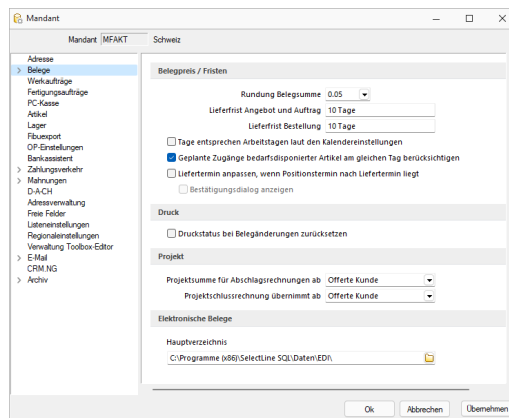 Mandant
Mandant MFAKT Schweiz
Adresse
Belege
Werkaufträge
Fertigungsaufträge
PC-Kasse
Artikel
Lager
Fibuexport
OP-Einstellungen
Bankassistent
Zahlungsverkehr
Mahnungen
D-A-CH
Adressverwaltung
Freie Felder
Listeneinstellungen
Regionaleinstellungen
Verwaltung Toolbox-Editor
E-Mail
CRM.NG
Archiv
Belegpreis / Fristen
Rundung Belegsumme 0.05
Lieferfrist Angebot und Auftrag 10 Tage
Lieferfrist Bestellung 10 Tage
Tage entsprechen Arbeitstagen laut den Kalendereinstellungen
Geplante Zugänge bedarfsdisponierter Artikel am gleichen Tag berücksichtigen
Liefertermin anpassen, wenn Positionstermin nach Liefertermin liegt
Bestätigungsdialog anzeigen
Druck
Druckstatus bei Belegänderungen zurücksetzen
Projekt
Projektsumme für Abschlagsrechnungen ab Offerte Kunde
Projektschlussrechnung übernimmt ab Offerte Kunde
Elektronische Belege
Hauptverzeichnis
C:\Programme (x86)\SelectLine SQL\Daten\EDI\
Ok Abbrechen Übernehmen